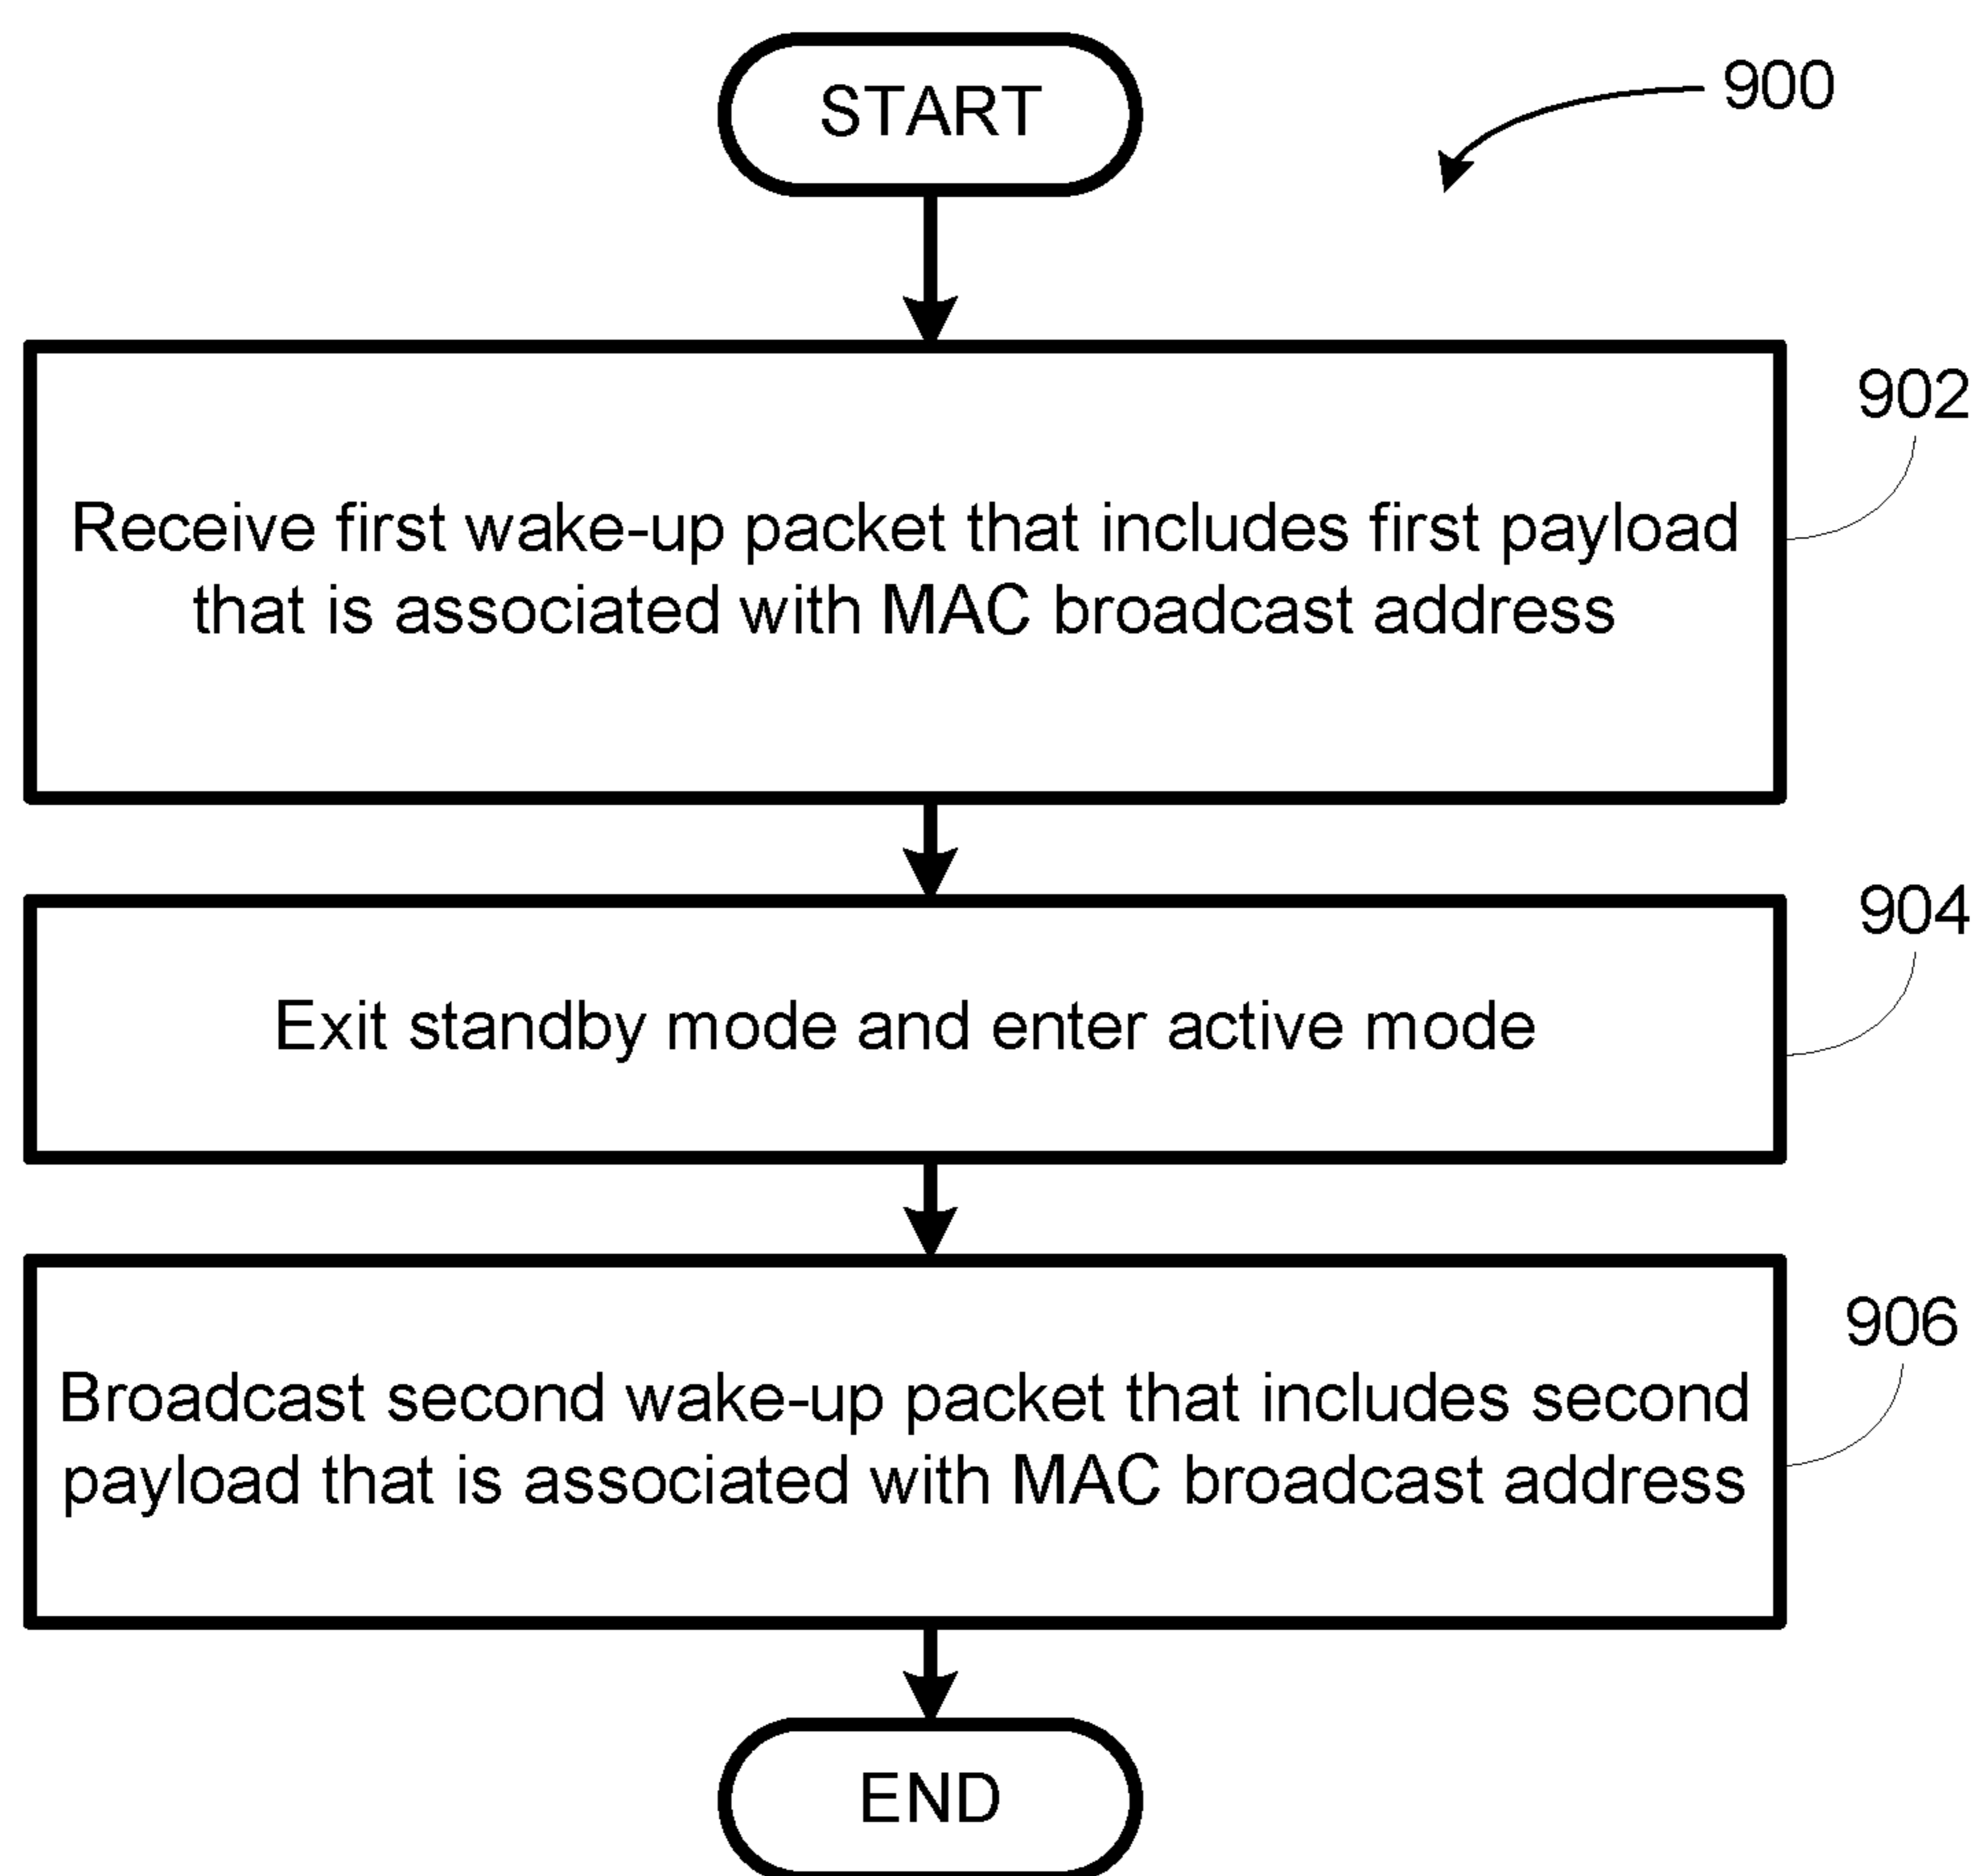 START
900
902
Receive first wake-up packet that includes first payload
that is associated with MAC broadcast address
904
Exit standby mode and enter active mode
906
Broadcast second wake-up packet that includes second
payload that is associated with MAC broadcast address
END